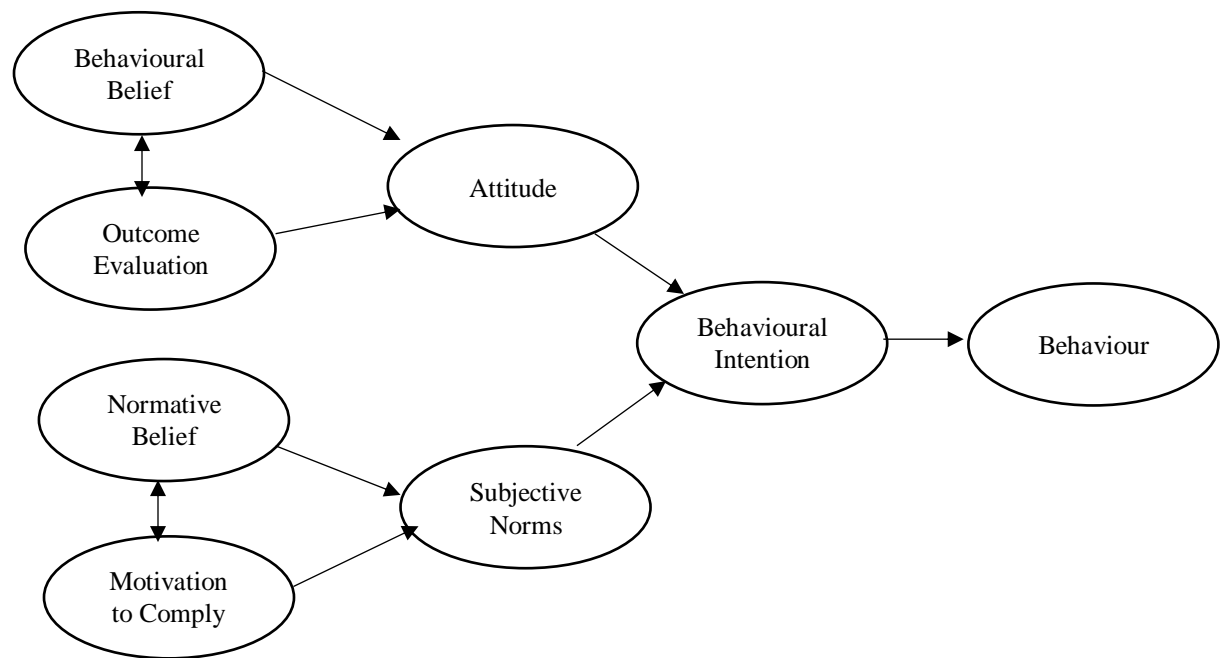 Behavioural
Belief
Outcome
Evaluation
Attitude
Normative
Belief
Motivation
to Comply
Subjective
Norms
Behavioural
Intention
Behaviour